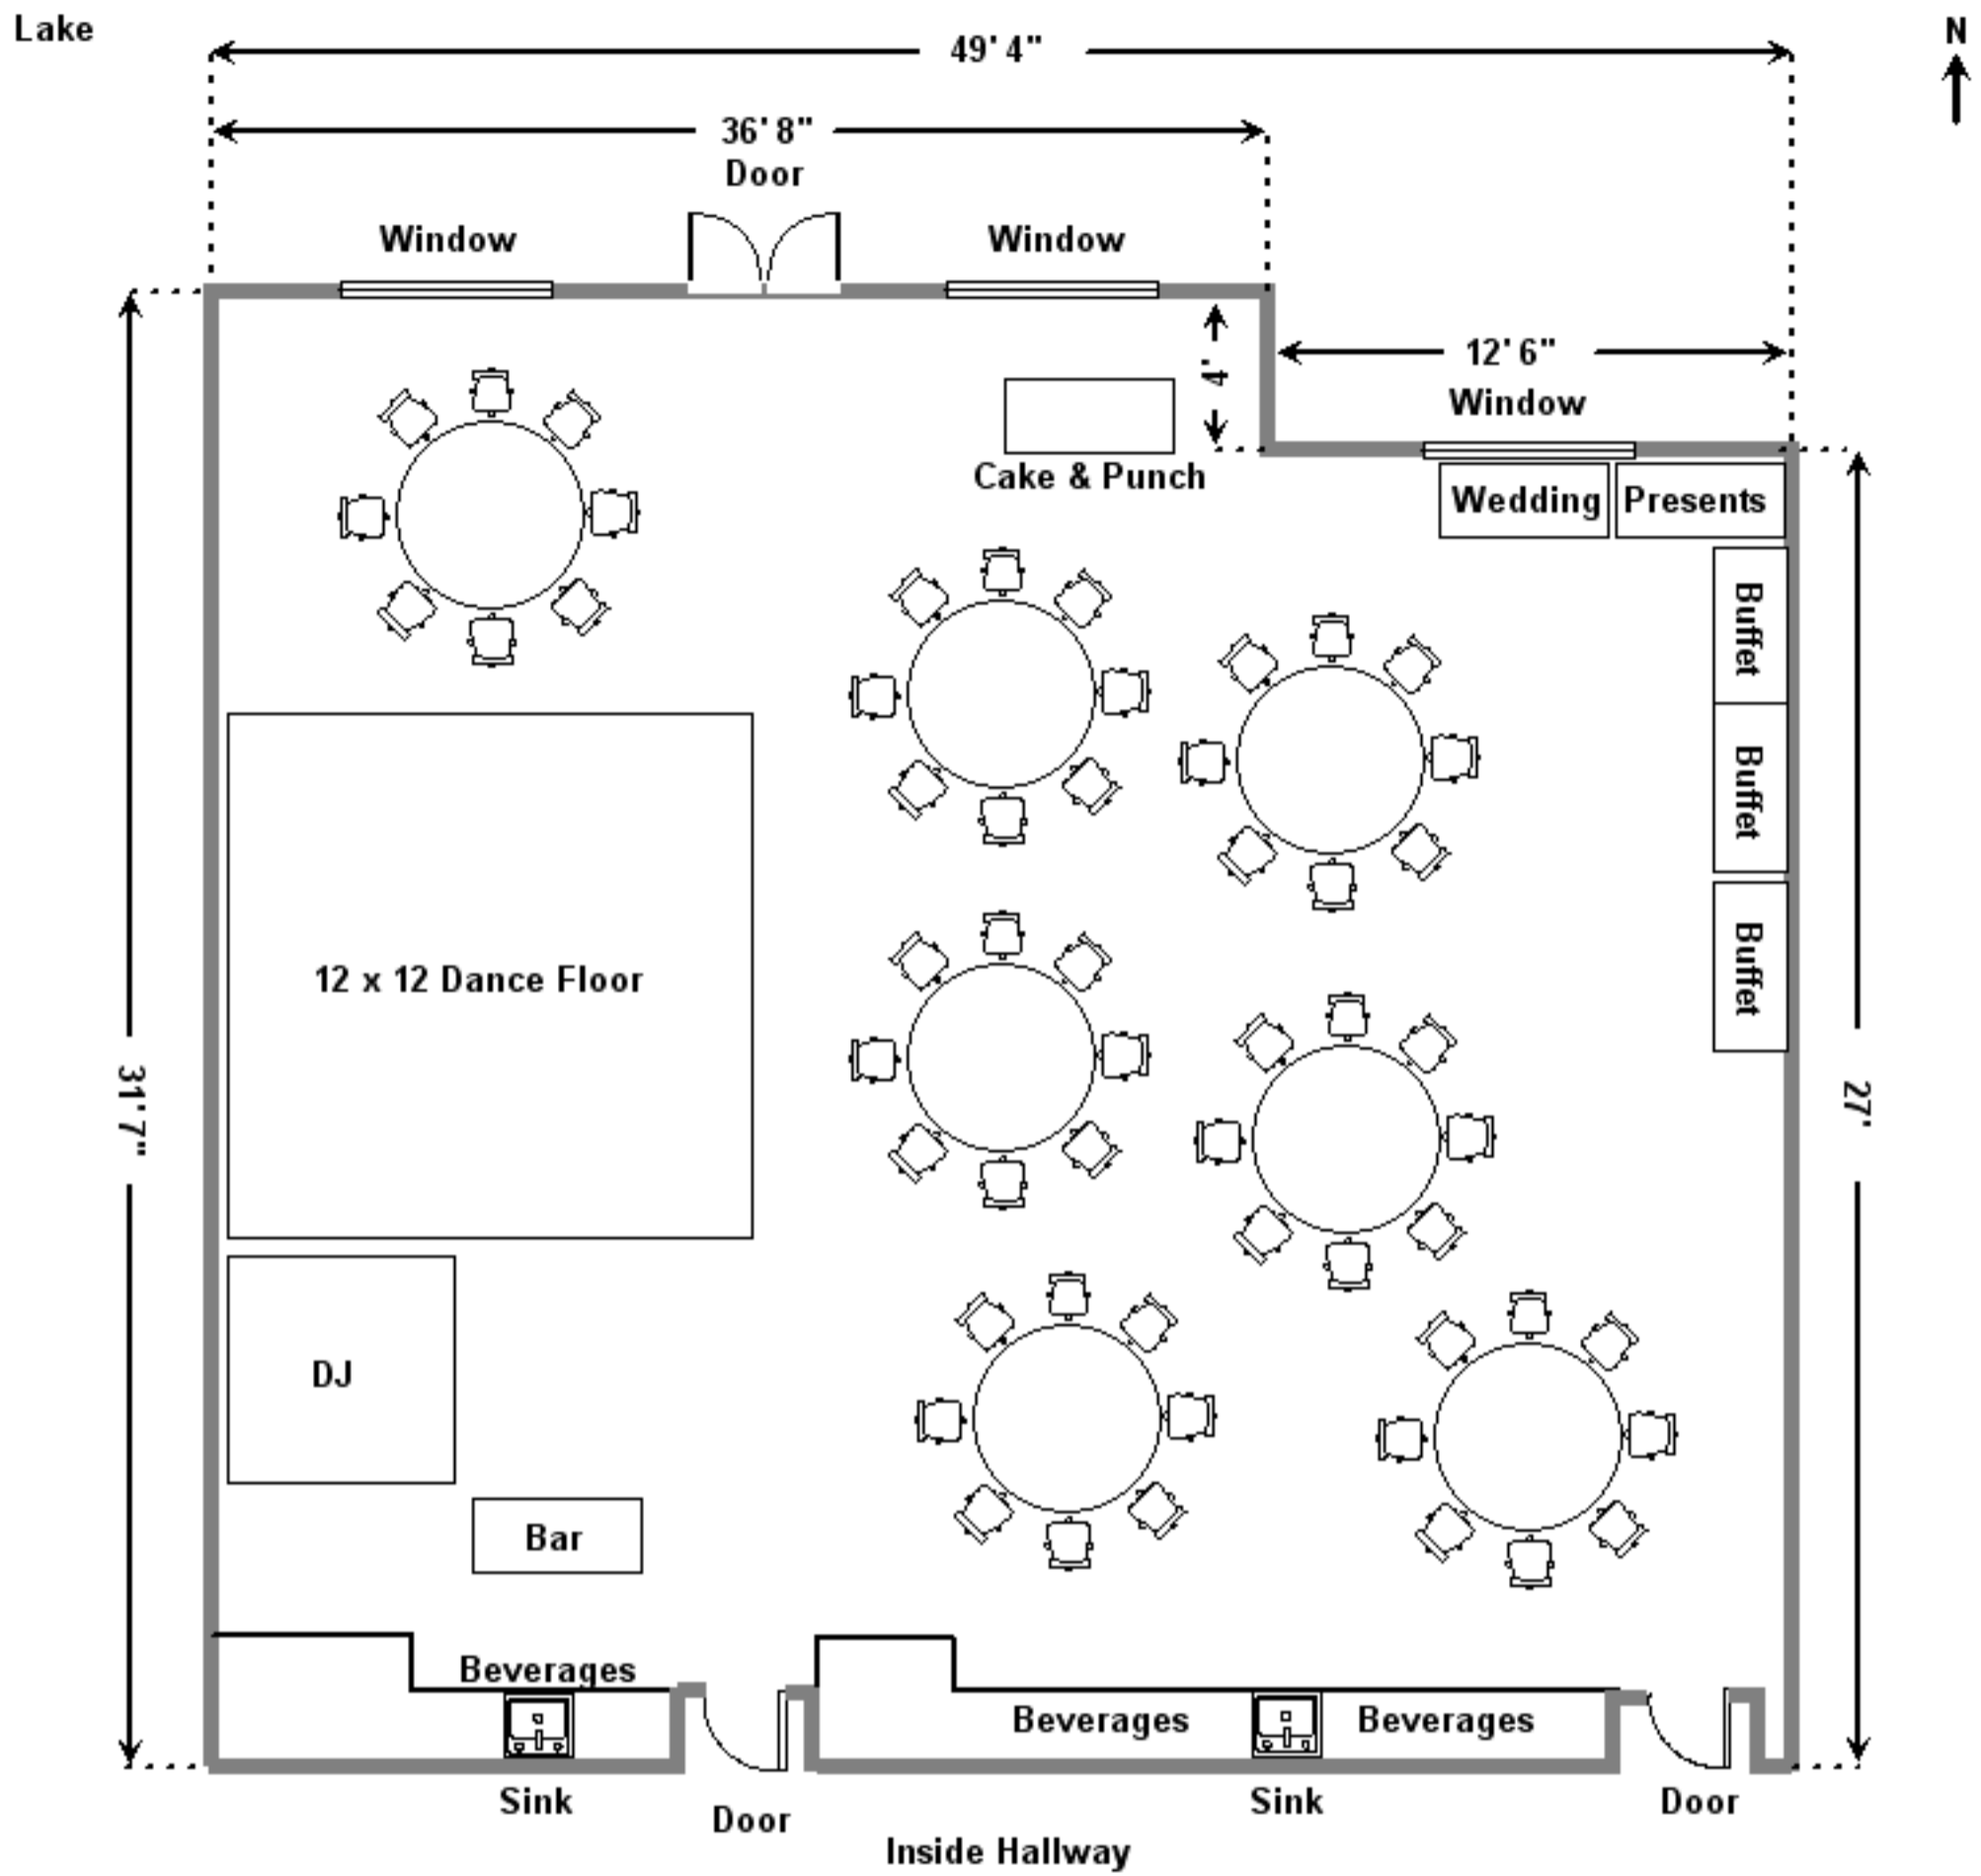 Lake
N
49' 4"
36' 8"
Door
Window
Window
4'
12' 6"
Window
Cake & Punch
Wedding
Presents
Buffet
Buffet
Buffet
12 x 12 Dance Floor
31' 7"
27'
DJ
Bar
Beverages
Beverages
Beverages
Sink
Door
Sink
Door
Inside Hallway